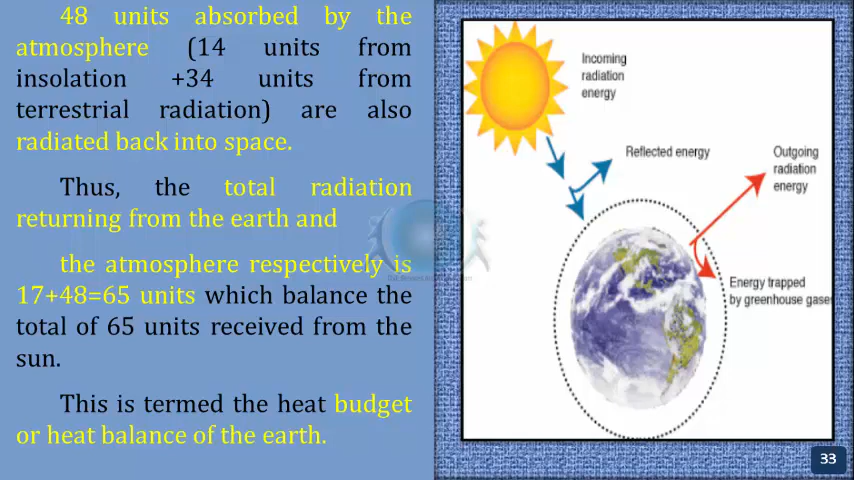 48 units absorbed by the
atmosphere (14 units from
insolation +34 units from
terrestrial radiation) are also
radiated back into space.
Thus, the total radiation
returning from the earth and
the atmosphere respectively is
17+48=65 units which balance the
total of 65 units received from the
sun.
This is termed the heat budget
or heat balance of the earth.
Incoming
radiation
energy
Reflected energy
Outgoing
radiation
energy
Energy trapped
by greenhouse gases
33